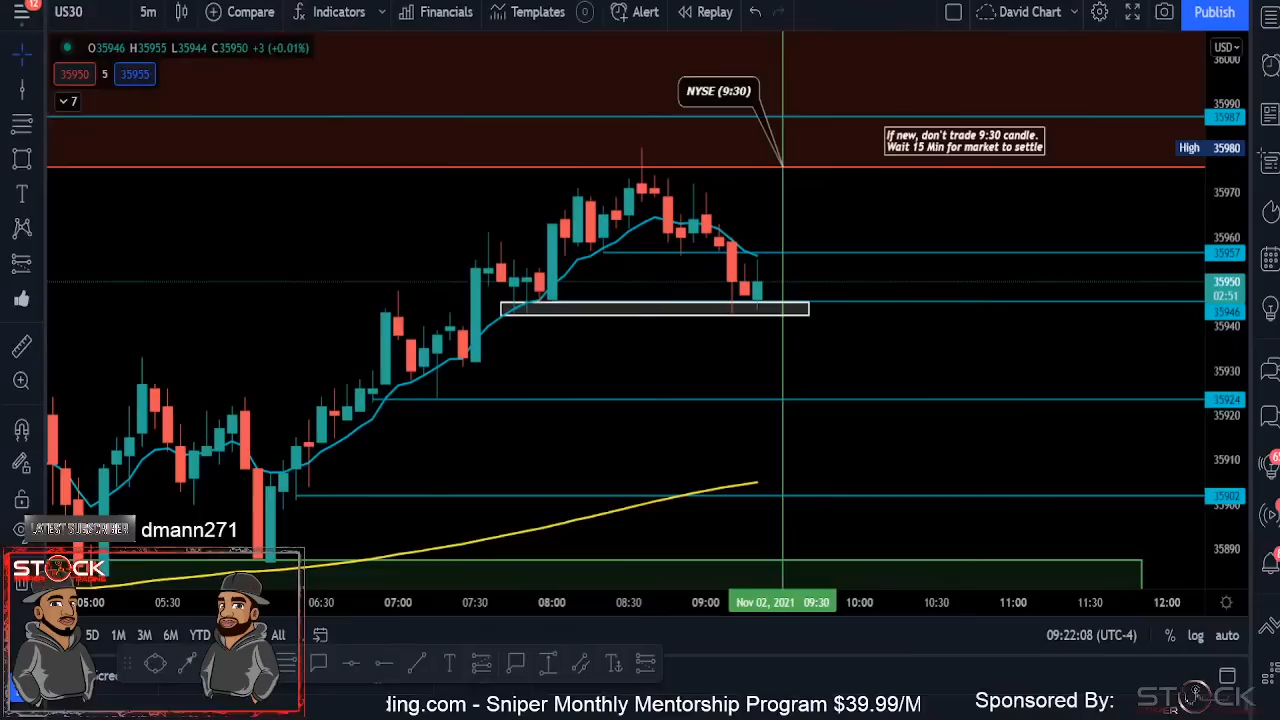 12
US30
5m
Compare
Indicators
Financials
Templates
Alert
Replay
David Chart
Publish
O35946 H35955 L35944 C35950 +3 (+0.01%)
USD
35950
5
35955
7
NYSE (9:30)
If new, don't trade 9:30 candle.
Wait 15 Min for market to settle
36000
35990
35987
High 35980
35970
35960
35957
35950
02:51
35946
35940
35930
35924
35920
35910
35902
35900
35890
LATEST SUBSCRIBER dmann271
STOCK
05:00
05:30
06:30
07:00
07:30
08:00
08:30
09:00
Nov 02, 2021 09:30
10:00
10:30
11:00
11:30
12:00
5D
1M
3M
6M
YTD
All
09:22:08 (UTC-4)
%
log
auto
ding.com - Sniper Monthly Mentorship Program $39.99/M
Sponsored By:
STOCK